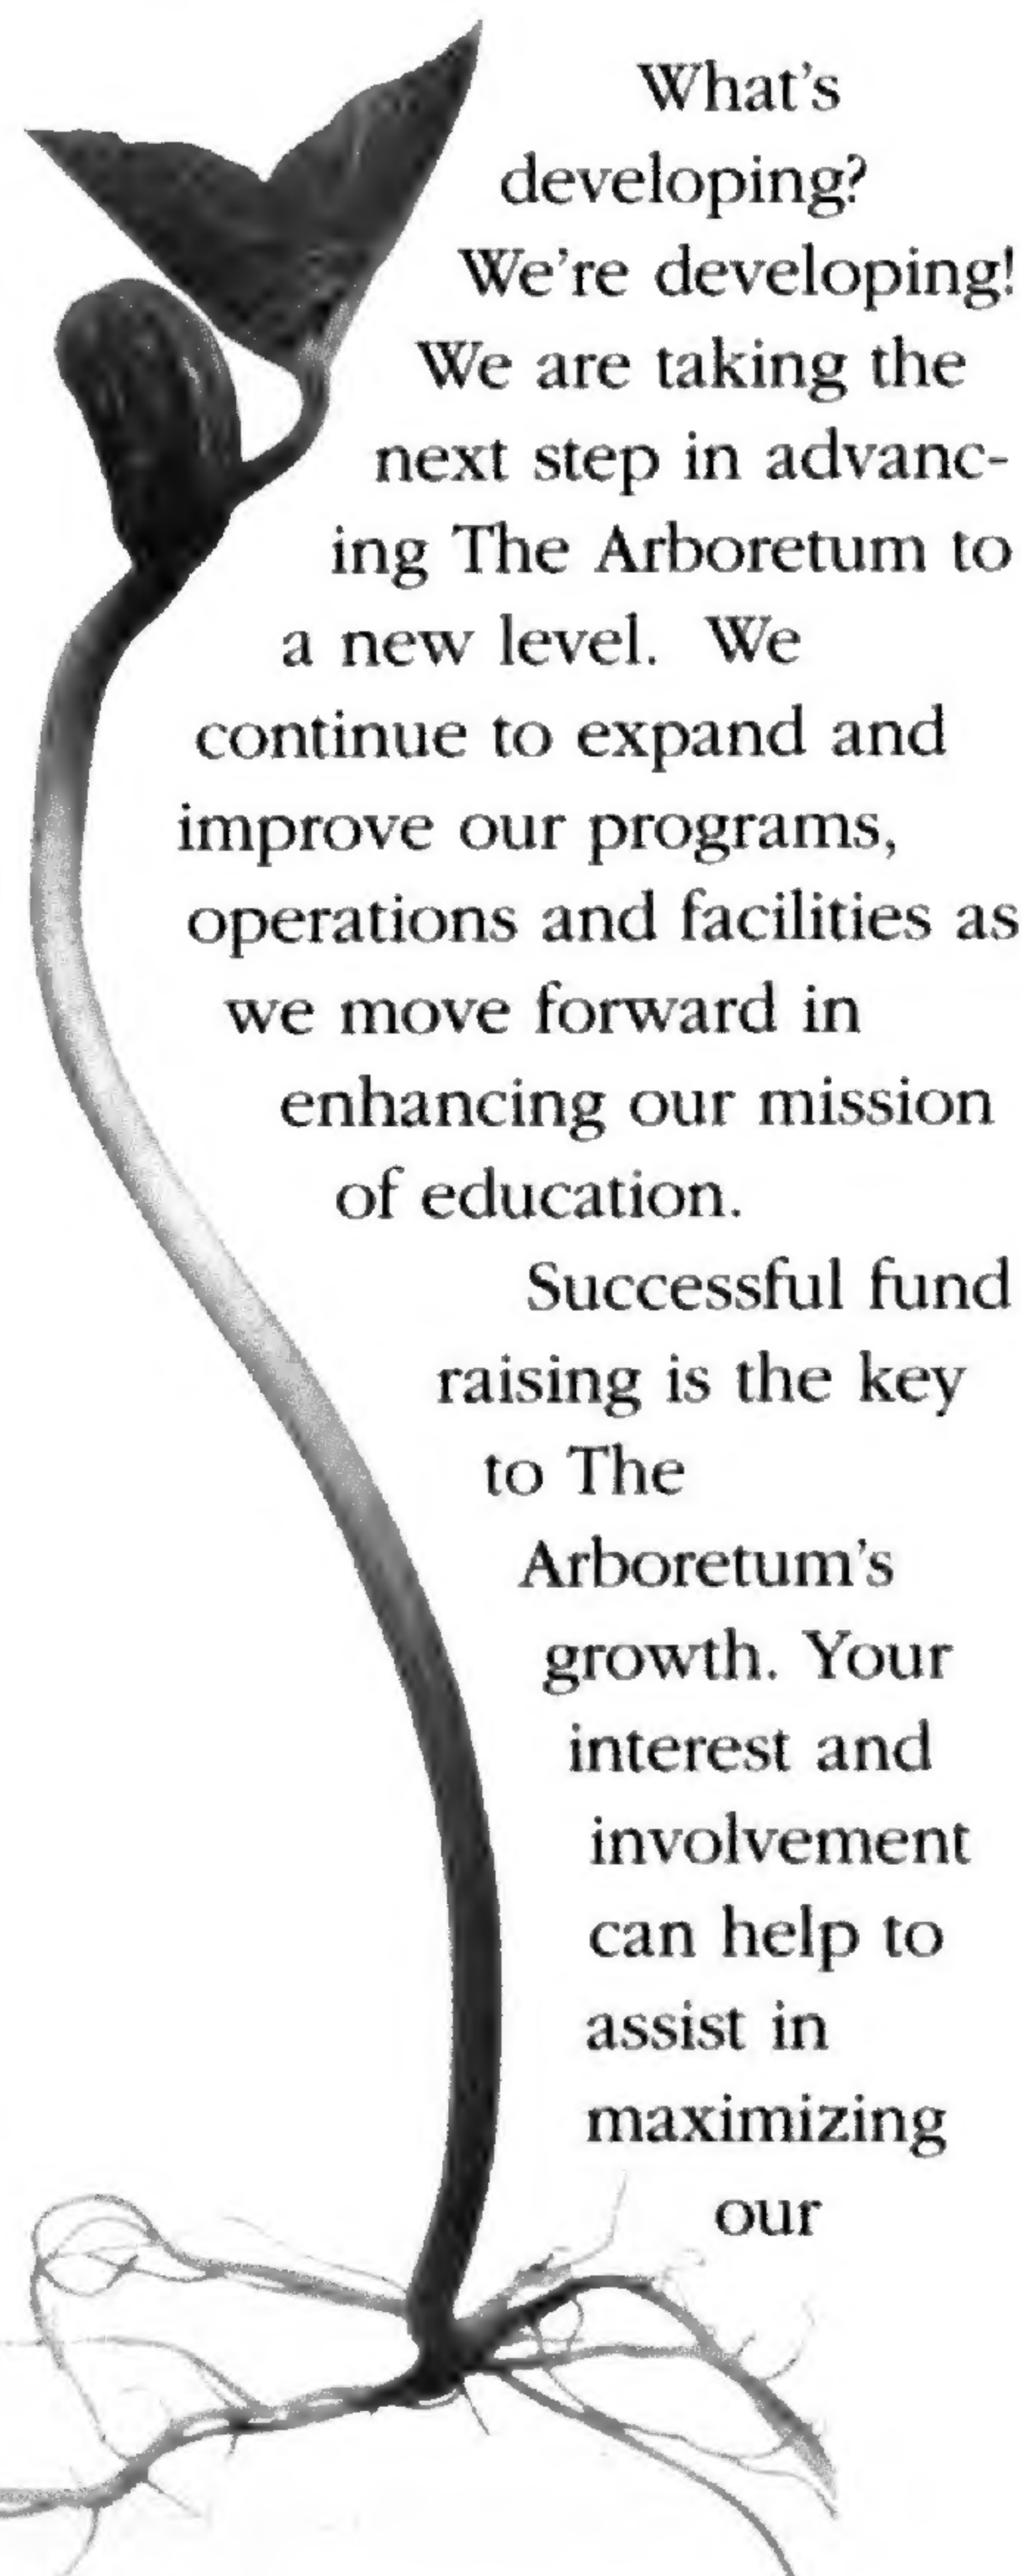 What's
developing?
We're developing!
We are taking the
next step in advanc-
ing The Arboretum to
a new level. We
continue to expand and
improve our programs,
operations and facilities as
we move forward in
enhancing our mission
of education.
Successful fund
raising is the key
to The
Arboretum's
growth. Your
interest and
involvement
can help to
assist in
maximizing
our